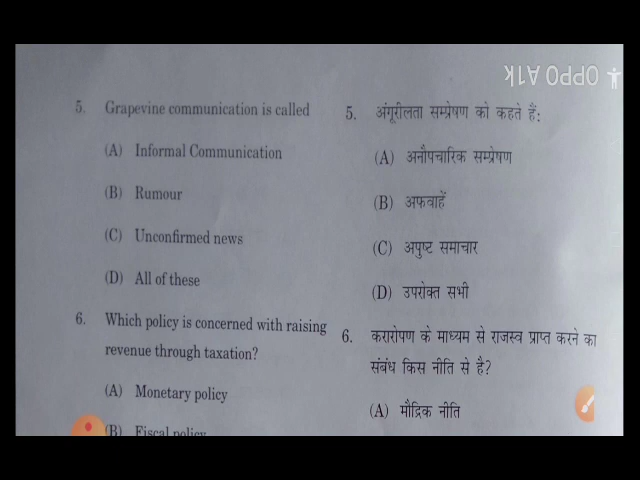 OPPO A1K
5. Grapevine communication is called
(A) Informal Communication
(B) Rumour
(C) Unconfirmed news
(D) All of these
6. Which policy is concerned with raising
revenue through taxation?
(A) Monetary policy
(B) Fiscal policy
5. अंगूरीलता सम्प्रेषण को कहते हैं:
(A) अनौपचारिक सम्प्रेषण
(B) अफवाहें
(C) अपुष्ट समाचार
(D) उपरोक्त सभी
6. करारोपण के माध्यम से राजस्व प्राप्त करने का
संबंध किस नीति से है?
(A) मौद्रिक नीति